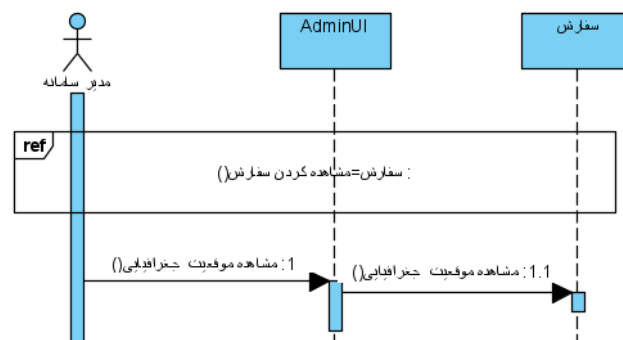 AdminUI
سفارش
مدیر سامانه
ref
: سفارش=مشاهده کردن سفارش()
1: مشاهده موقعیت جغرافیایی()
1.1: مشاهده موقعیت جغرافیایی()